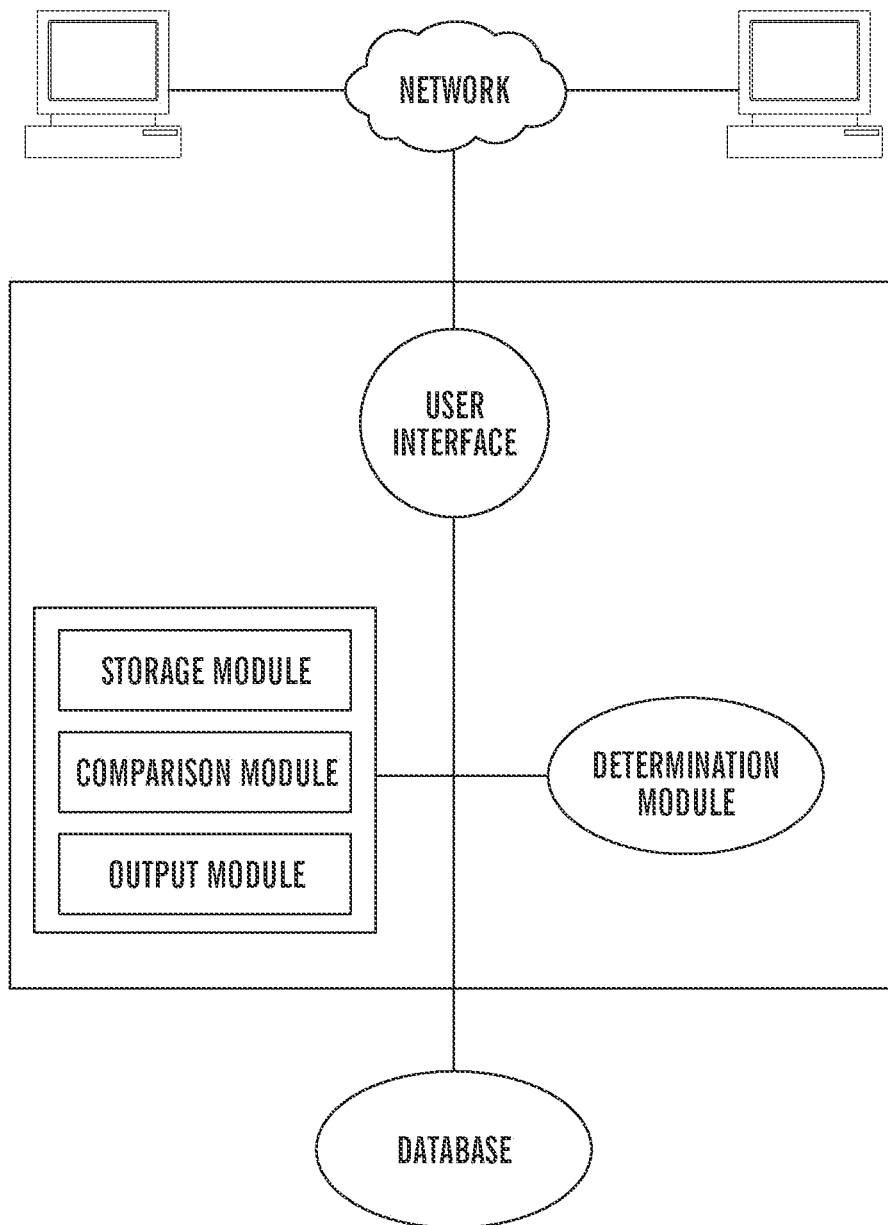 NETWORK
USER
INTERFACE
STORAGE MODULE
COMPARISON MODULE
OUTPUT MODULE
DETERMINATION
MODULE
DATABASE